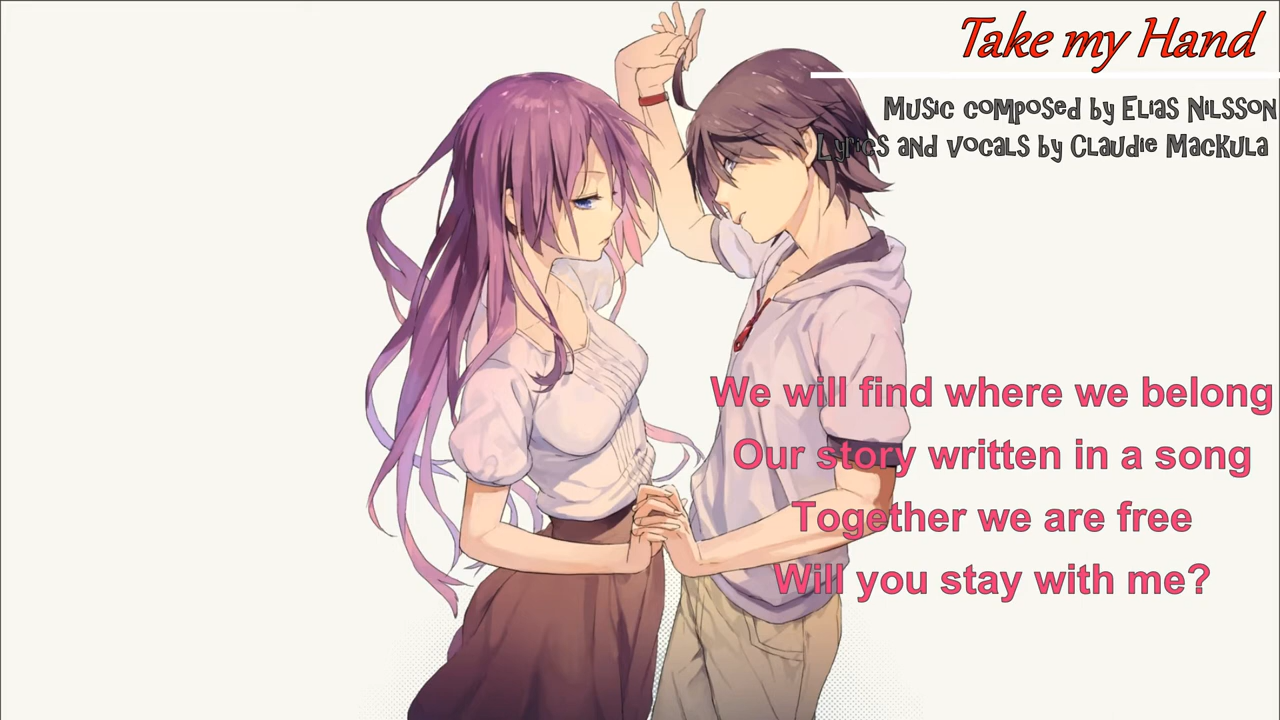 Take my Hand
Music composed by Elias Nilsson
Lyrics and vocals by Claudie Mackula
We will find where we belong
Our story written in a song
Together we are free
Will you stay with me?